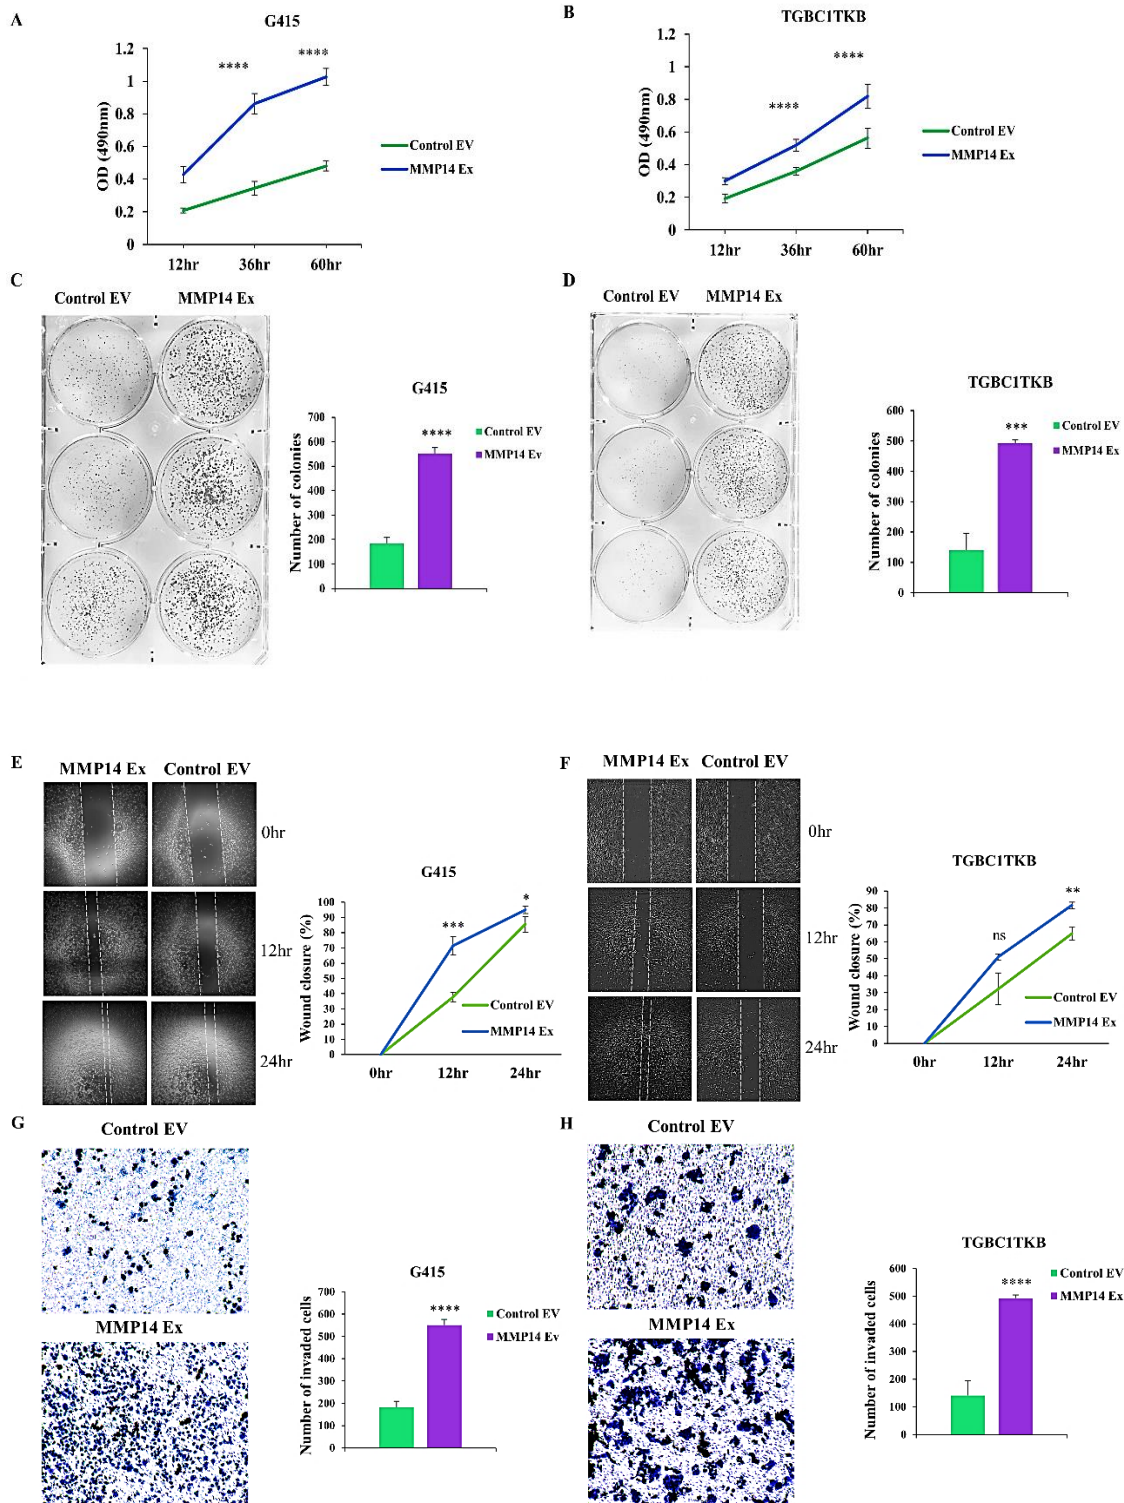 A
G415
1.2
1
0.8
0.6
0.4
0.2
0
OD (490nm)
****
****
Control EV
MMP14 Ex
12hr
36hr
60hr
B
TGBC1TKB
1.2
1
0.8
0.6
0.4
0.2
0
OD (490nm)
****
****
Control EV
MMP14 Ex
12hr
36hr
60hr
C
Control EV
MMP14 Ex
G415
700
600
500
400
300
200
100
0
Number of colonies
****
Control EV
MMP14 Ev
D
Control EV
MMP14 Ex
TGBC1TKB
600
500
400
300
200
100
0
Number of colonies
***
Control EV
MMP14 Ex
E
MMP14 Ex
Control EV
0hr
12hr
24hr
G415
100
90
80
70
60
50
40
30
20
10
0
Wound closure (%)
***
*
Control EV
MMP14 Ex
0hr
12hr
24hr
F
MMP14 Ex
Control EV
0hr
12hr
24hr
TGBC1TKB
90
80
70
60
50
40
30
20
10
0
Wound closure (%)
ns
**
Control EV
MMP14 Ex
0hr
12hr
24hr
G
Control EV
MMP14 Ex
G415
700
600
500
400
300
200
100
0
Number of invaded cells
****
Control EV
MMP14 Ev
H
Control EV
MMP14 Ex
TGBC1TKB
600
500
400
300
200
100
0
Number of invaded cells
****
Control EV
MMP14 Ex